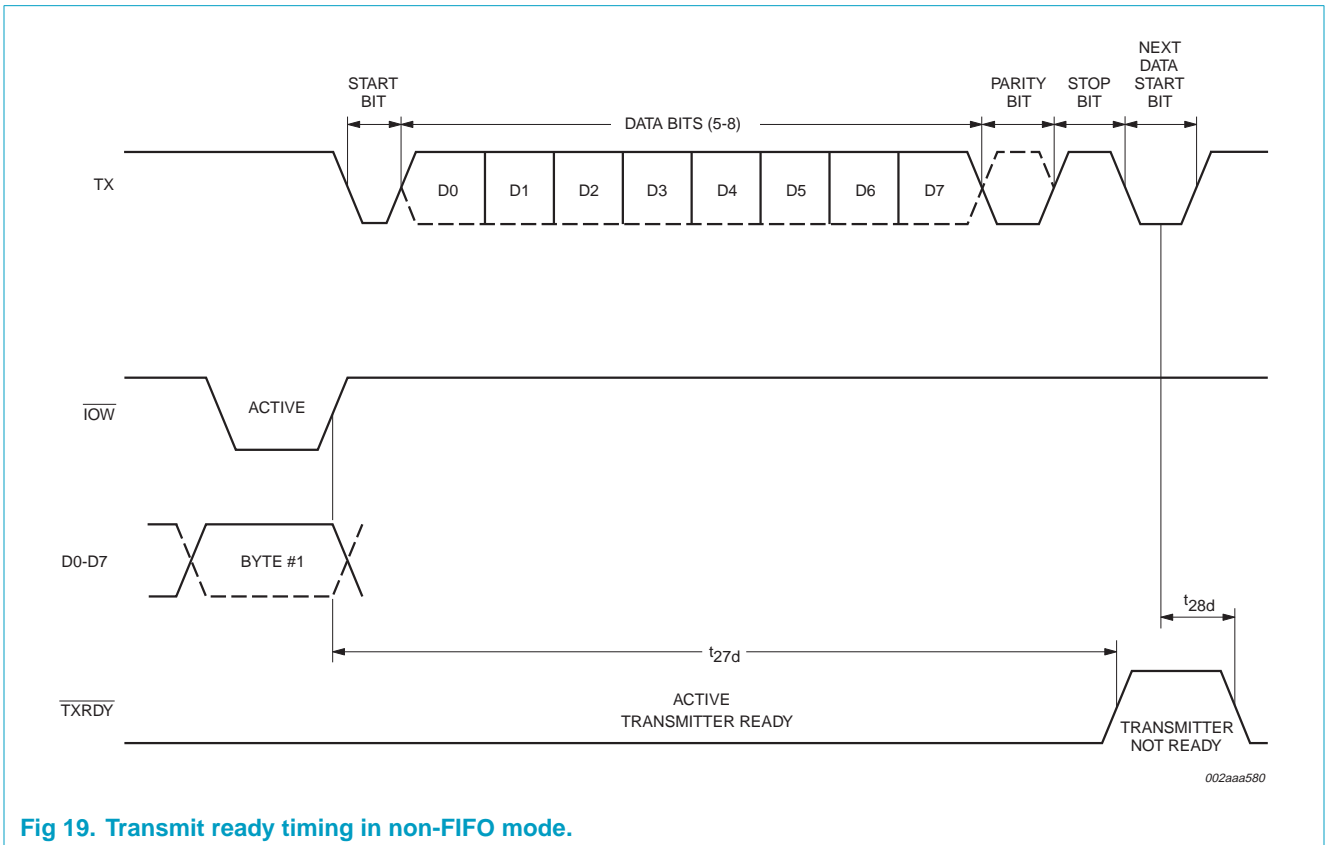 NEXT
DATA
START
BIT
START
BIT
PARITY
BIT
STOP
BIT
DATA BITS (5-8)
TX
D0 D1 D2 D3 D4 D5 D6 D7
IOW
ACTIVE
D0-D7
BYTE #1
t28d
t27d
TXRDY
ACTIVE
TRANSMITTER READY
TRANSMITTER
NOT READY
002aaa580
Fig 19. Transmit ready timing in non-FIFO mode.